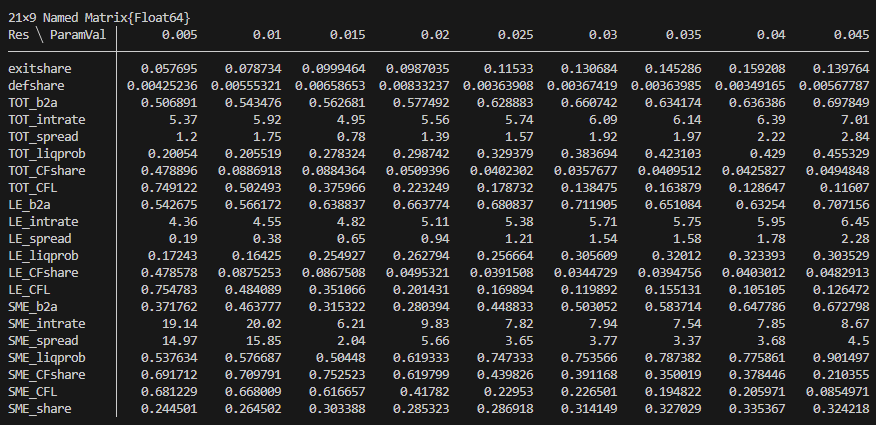 21×9 Named Matrix{Float64}
Res ╲ ParamVal │ 0.005 0.01 0.015 0.02 0.025 0.03 0.035 0.04 0.045
exitshare │ 0.057695 0.078734 0.0999464 0.0987035 0.11533 0.130684 0.145286 0.159208 0.139764
defshare │ 0.00425236 0.00555321 0.00658653 0.00833237 0.00363908 0.00367419 0.00363985 0.00349165 0.00567787
TOT_b2a │ 0.506891 0.543476 0.562681 0.577492 0.628883 0.660742 0.634174 0.636386 0.697849
TOT_intrate │ 5.37 5.92 4.95 5.56 5.74 6.09 6.14 6.39 7.01
TOT_spread │ 1.2 1.75 0.78 1.39 1.57 1.92 1.97 2.22 2.84
TOT_liqprob │ 0.20054 0.205519 0.278324 0.298742 0.329379 0.383694 0.423103 0.429 0.455329
TOT_CFshare │ 0.478896 0.0886918 0.0884364 0.0509396 0.0402302 0.0357677 0.0409512 0.0425827 0.0494848
TOT_CFL │ 0.749122 0.502493 0.375966 0.223249 0.178732 0.138475 0.163879 0.128647 0.11607
LE_b2a │ 0.542675 0.566172 0.638837 0.663774 0.680837 0.711905 0.651084 0.63254 0.707156
LE_intrate │ 4.36 4.55 4.82 5.11 5.38 5.71 5.75 5.95 6.45
LE_spread │ 0.19 0.38 0.65 0.94 1.21 1.54 1.58 1.78 2.28
LE_liqprob │ 0.17243 0.16425 0.254927 0.262794 0.256664 0.305609 0.32012 0.323393 0.303529
LE_CFshare │ 0.478578 0.0875253 0.0867508 0.0495321 0.0391508 0.0344729 0.0394756 0.0403012 0.0482913
LE_CFL │ 0.754783 0.484089 0.351066 0.201431 0.169894 0.119892 0.155131 0.105105 0.126472
SME_b2a │ 0.371762 0.463777 0.315322 0.280394 0.448833 0.503052 0.583714 0.647786 0.672798
SME_intrate │ 19.14 20.02 6.21 9.83 7.82 7.94 7.54 7.85 8.67
SME_spread │ 14.97 15.85 2.04 5.66 3.65 3.77 3.37 3.68 4.5
SME_liqprob │ 0.537634 0.576687 0.50448 0.619333 0.747333 0.753566 0.787382 0.775861 0.901497
SME_CFshare │ 0.691712 0.709791 0.752523 0.619799 0.439826 0.391168 0.350019 0.378446 0.210355
SME_CFL │ 0.681229 0.668009 0.616657 0.41782 0.22953 0.226501 0.194822 0.205971 0.0854971
SME_share │ 0.244501 0.264502 0.303388 0.285323 0.286918 0.314149 0.327029 0.335367 0.324218